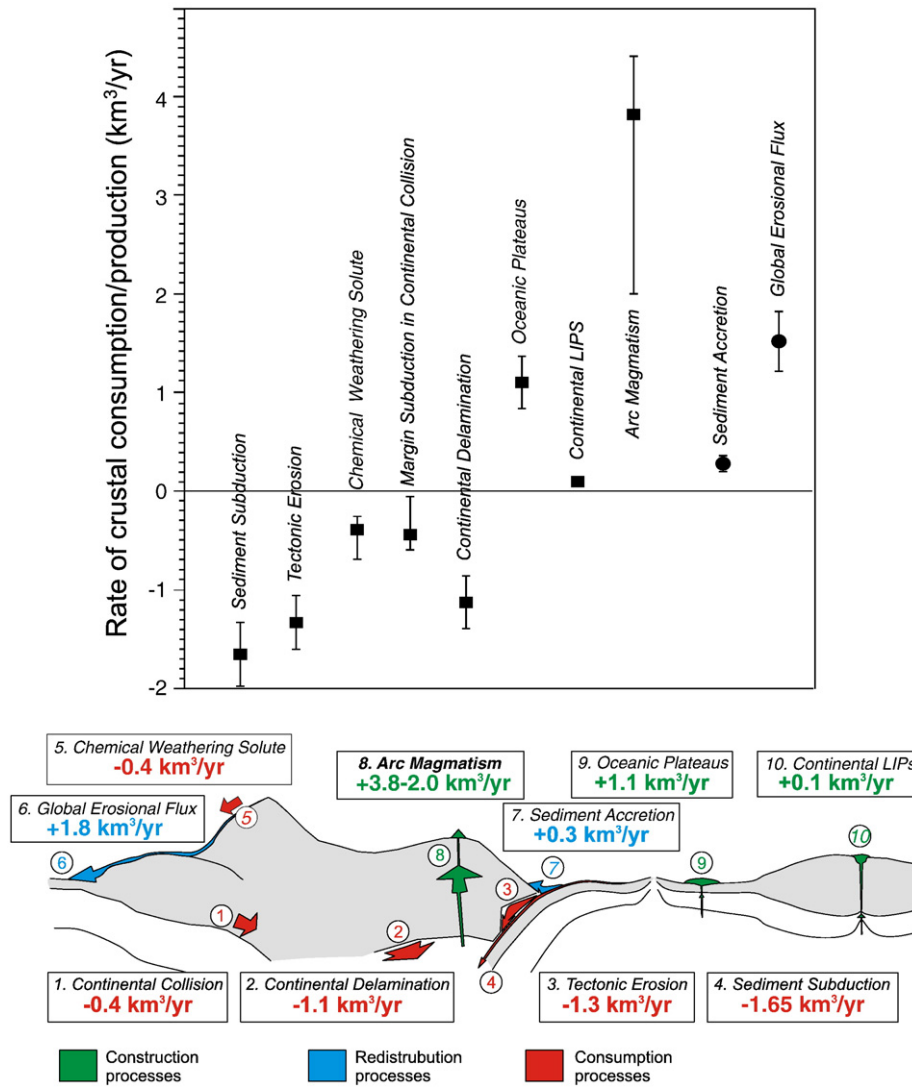 Rate of crustal consumption/production (km³/yr)
4
3
2
1
0
-1
-2
Sediment Subduction
Tectonic Erosion
Chemical Weathering Solute
Margin Subduction in Continental Collision
Continental Delamination
Oceanic Plateaus
Continental LIPS
Arc Magmatism
Sediment Accretion
Global Erosional Flux
5. Chemical Weathering Solute
-0.4 km³/yr
8. Arc Magmatism
+3.8-2.0 km³/yr
9. Oceanic Plateaus
+1.1 km³/yr
10. Continental LIPs
+0.1 km³/yr
6. Global Erosional Flux
+1.8 km³/yr
7. Sediment Accretion
+0.3 km³/yr
5
6
8
7
9
10
3
1
2
4
1. Continental Collision
-0.4 km³/yr
2. Continental Delamination
-1.1 km³/yr
3. Tectonic Erosion
-1.3 km³/yr
4. Sediment Subduction
-1.65 km³/yr
Construction
processes
Redistrubution
processes
Consumption
processes